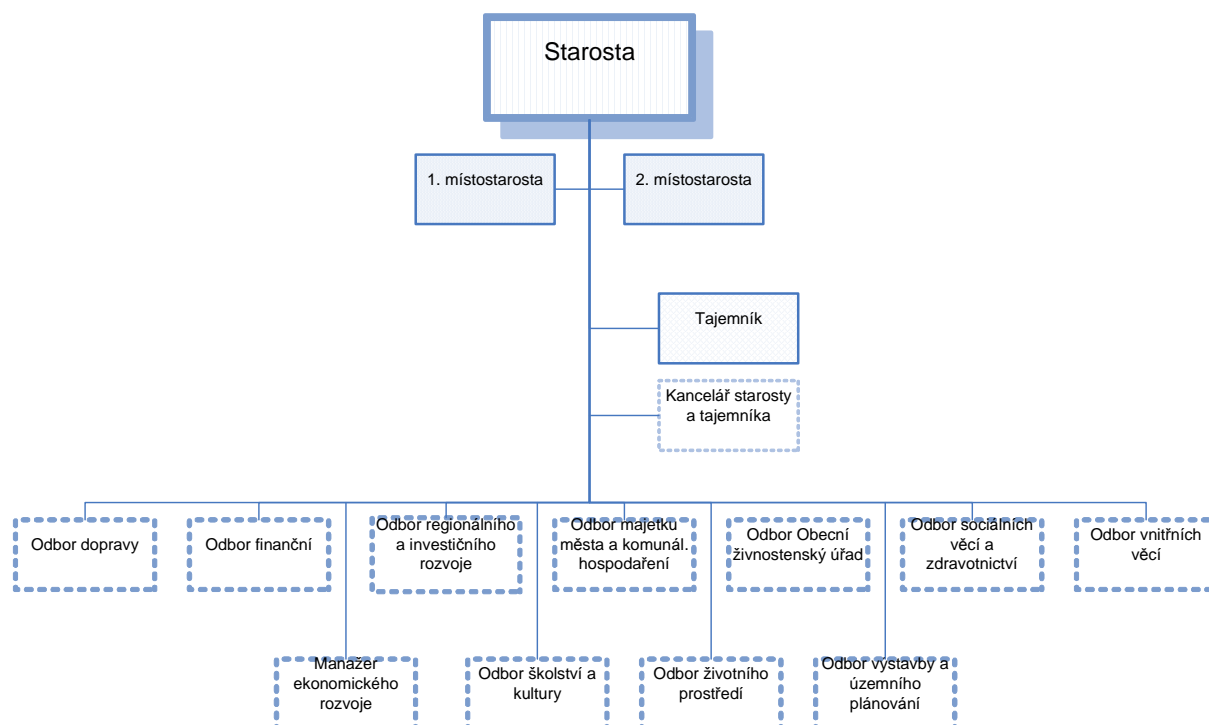 Starosta
1. místostarosta
2. místostarosta
Tajemník
Kancelář starosty
a tajemníka
Odbor dopravy
Odbor finanční
Odbor regionálního
a investičního
rozvoje
Odbor majetku
města a komunál.
hospodaření
Odbor Obecní
živnostenský úřad
Odbor sociálních
věcí a
zdravotnictví
Odbor vnitřních
věcí
Manažer
ekonomického
rozvoje
Odbor školství a
kultury
Odbor životního
prostředí
Odbor výstavby a
územního
plánování